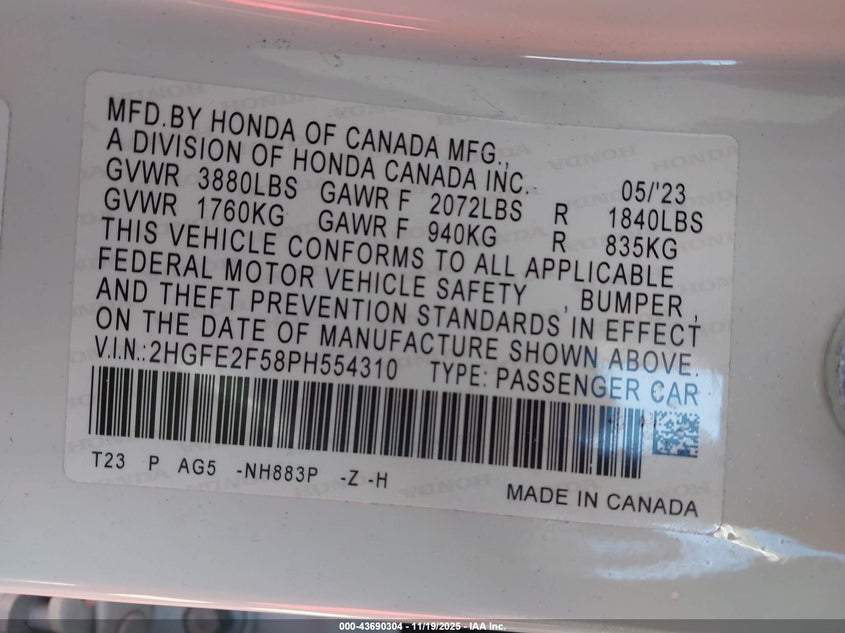 MFD.BY HONDA OF CANADA MFG.,
A DIVISION OF HONDA CANADA INC. 05/'23
GVWR 3880LBS GAWR F 2072LBS R 1840LBS
GVWR 1760KG GAWR F 940KG R 835KG
THIS VEHICLE CONFORMS TO ALL APPLICABLE
FEDERAL MOTOR VEHICLE SAFETY , BUMPER ,
AND THEFT PREVENTION STANDARDS IN EFFECT
ON THE DATE OF MANUFACTURE SHOWN ABOVE.
V.I.N.:2HGFE2F58PH554310 TYPE: PASSENGER CAR
T23 P AG5 -NH883P -Z -H
MADE IN CANADA
000-43690304 - 11/19/2025 - IAA Inc.